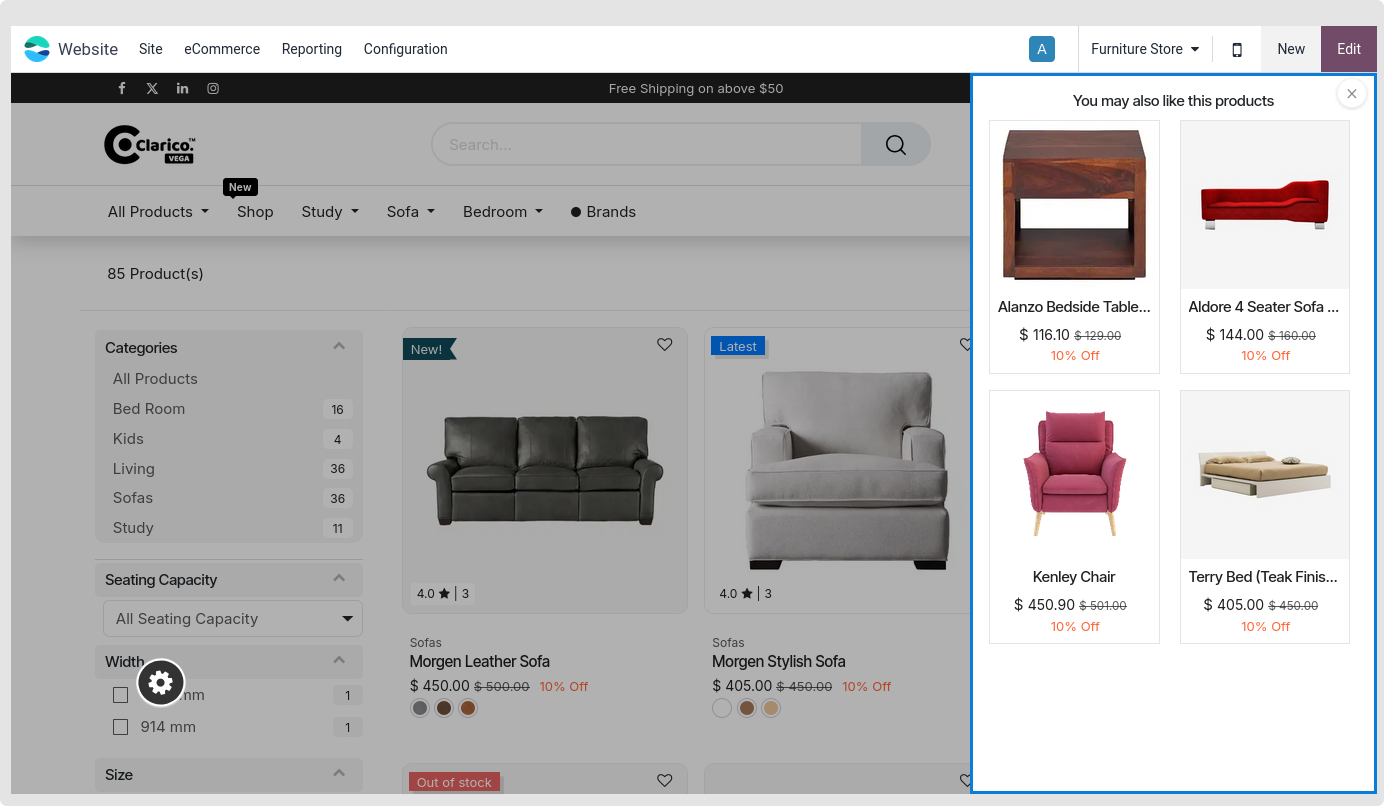 Website Site eCommerce Reporting Configuration A Furniture Store New Edit
Free Shipping on above $50
Clarico.™
VEGA
Search...
New
All Products Shop Study Sofa Bedroom Brands
85 Product(s)
Categories
All Products
Bed Room 16
Kids 4
Living 36
Sofas 36
Study 11
Seating Capacity
All Seating Capacity
Width
mm 1
914 mm 1
Size
New!
4.0 ★ | 3
Sofas
Morgen Leather Sofa
$ 450.00 $ 500.00 10% Off
Latest
4.0 ★ | 3
Sofas
Morgen Stylish Sofa
$ 405.00 $ 450.00 10% Off
Out of stock
You may also like this products
Alanzo Bedside Table...
$ 116.10 $ 129.00
10% Off
Aldore 4 Seater Sofa ...
$ 144.00 $ 160.00
10% Off
Kenley Chair
$ 450.90 $ 501.00
10% Off
Terry Bed (Teak Finis...
$ 405.00 $ 450.00
10% Off